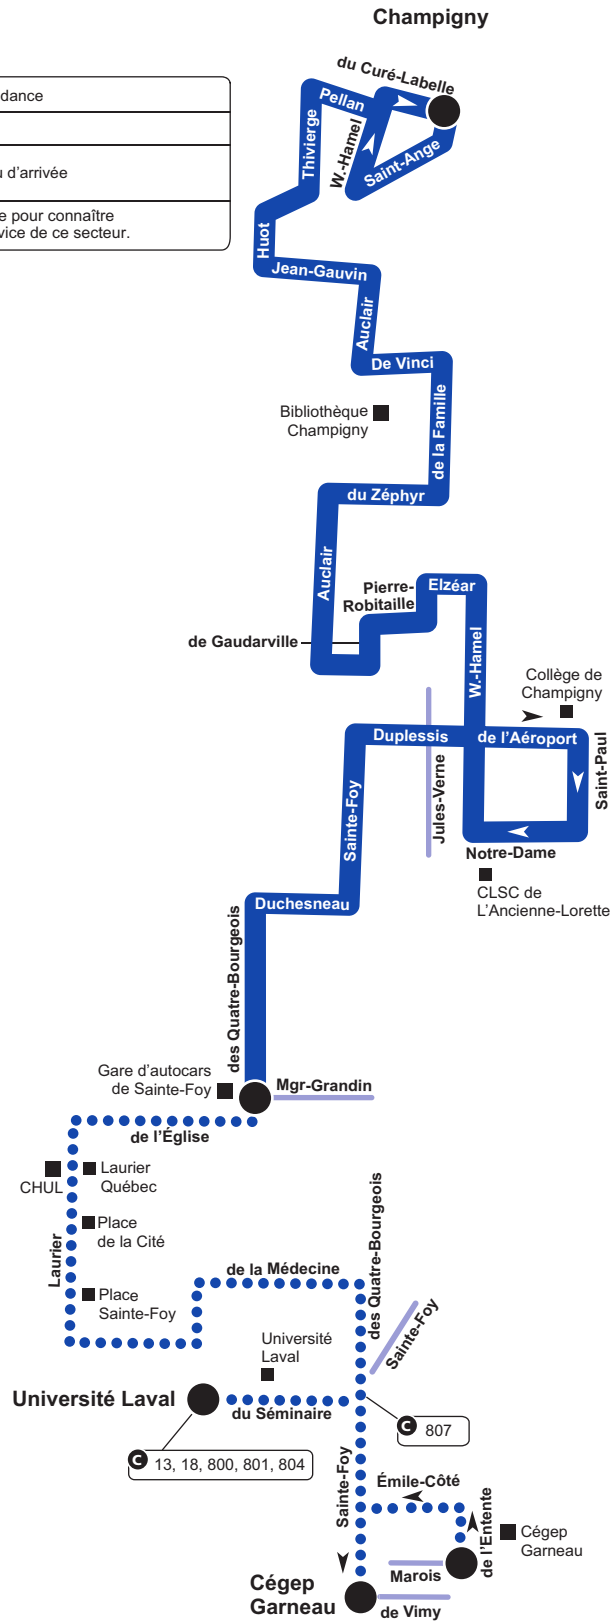 Champigny
du Curé-Labelle
dance
Pellan
Thivierge
W.-Hamel
Saint-Ange
d'arrivée
e pour connaître
vice de ce secteur.
Huot
Jean-Gauvin
Auclair
De Vinci
Bibliothèque
Champigny
de la Famille
du Zéphyr
Auclair
Pierre-
Robitaille
Elzéar
de Gaudarville
W.-Hamel
Collège de
Champigny
Duplessis
de l'Aéroport
Saint-Paul
Sainte-Foy
Jules-Verne
Notre-Dame
CLSC de
L'Ancienne-Lorette
Duchesneau
des Quatre-Bourgeois
Gare d'autocars
de Sainte-Foy
Mgr-Grandin
de l'Église
CHUL
Laurier
Québec
Place
de la Cité
Laurier
Place
Sainte-Foy
de la Médecine
des Quatre-Bourgeois
Sainte-Foy
Université
Laval
Université Laval
du Séminaire
C 807
C 13, 18, 800, 801, 804
Sainte-Foy
Émile-Côté
de l'Entente
Cégep
Garneau
Marois
Cégep
Garneau
de Vimy